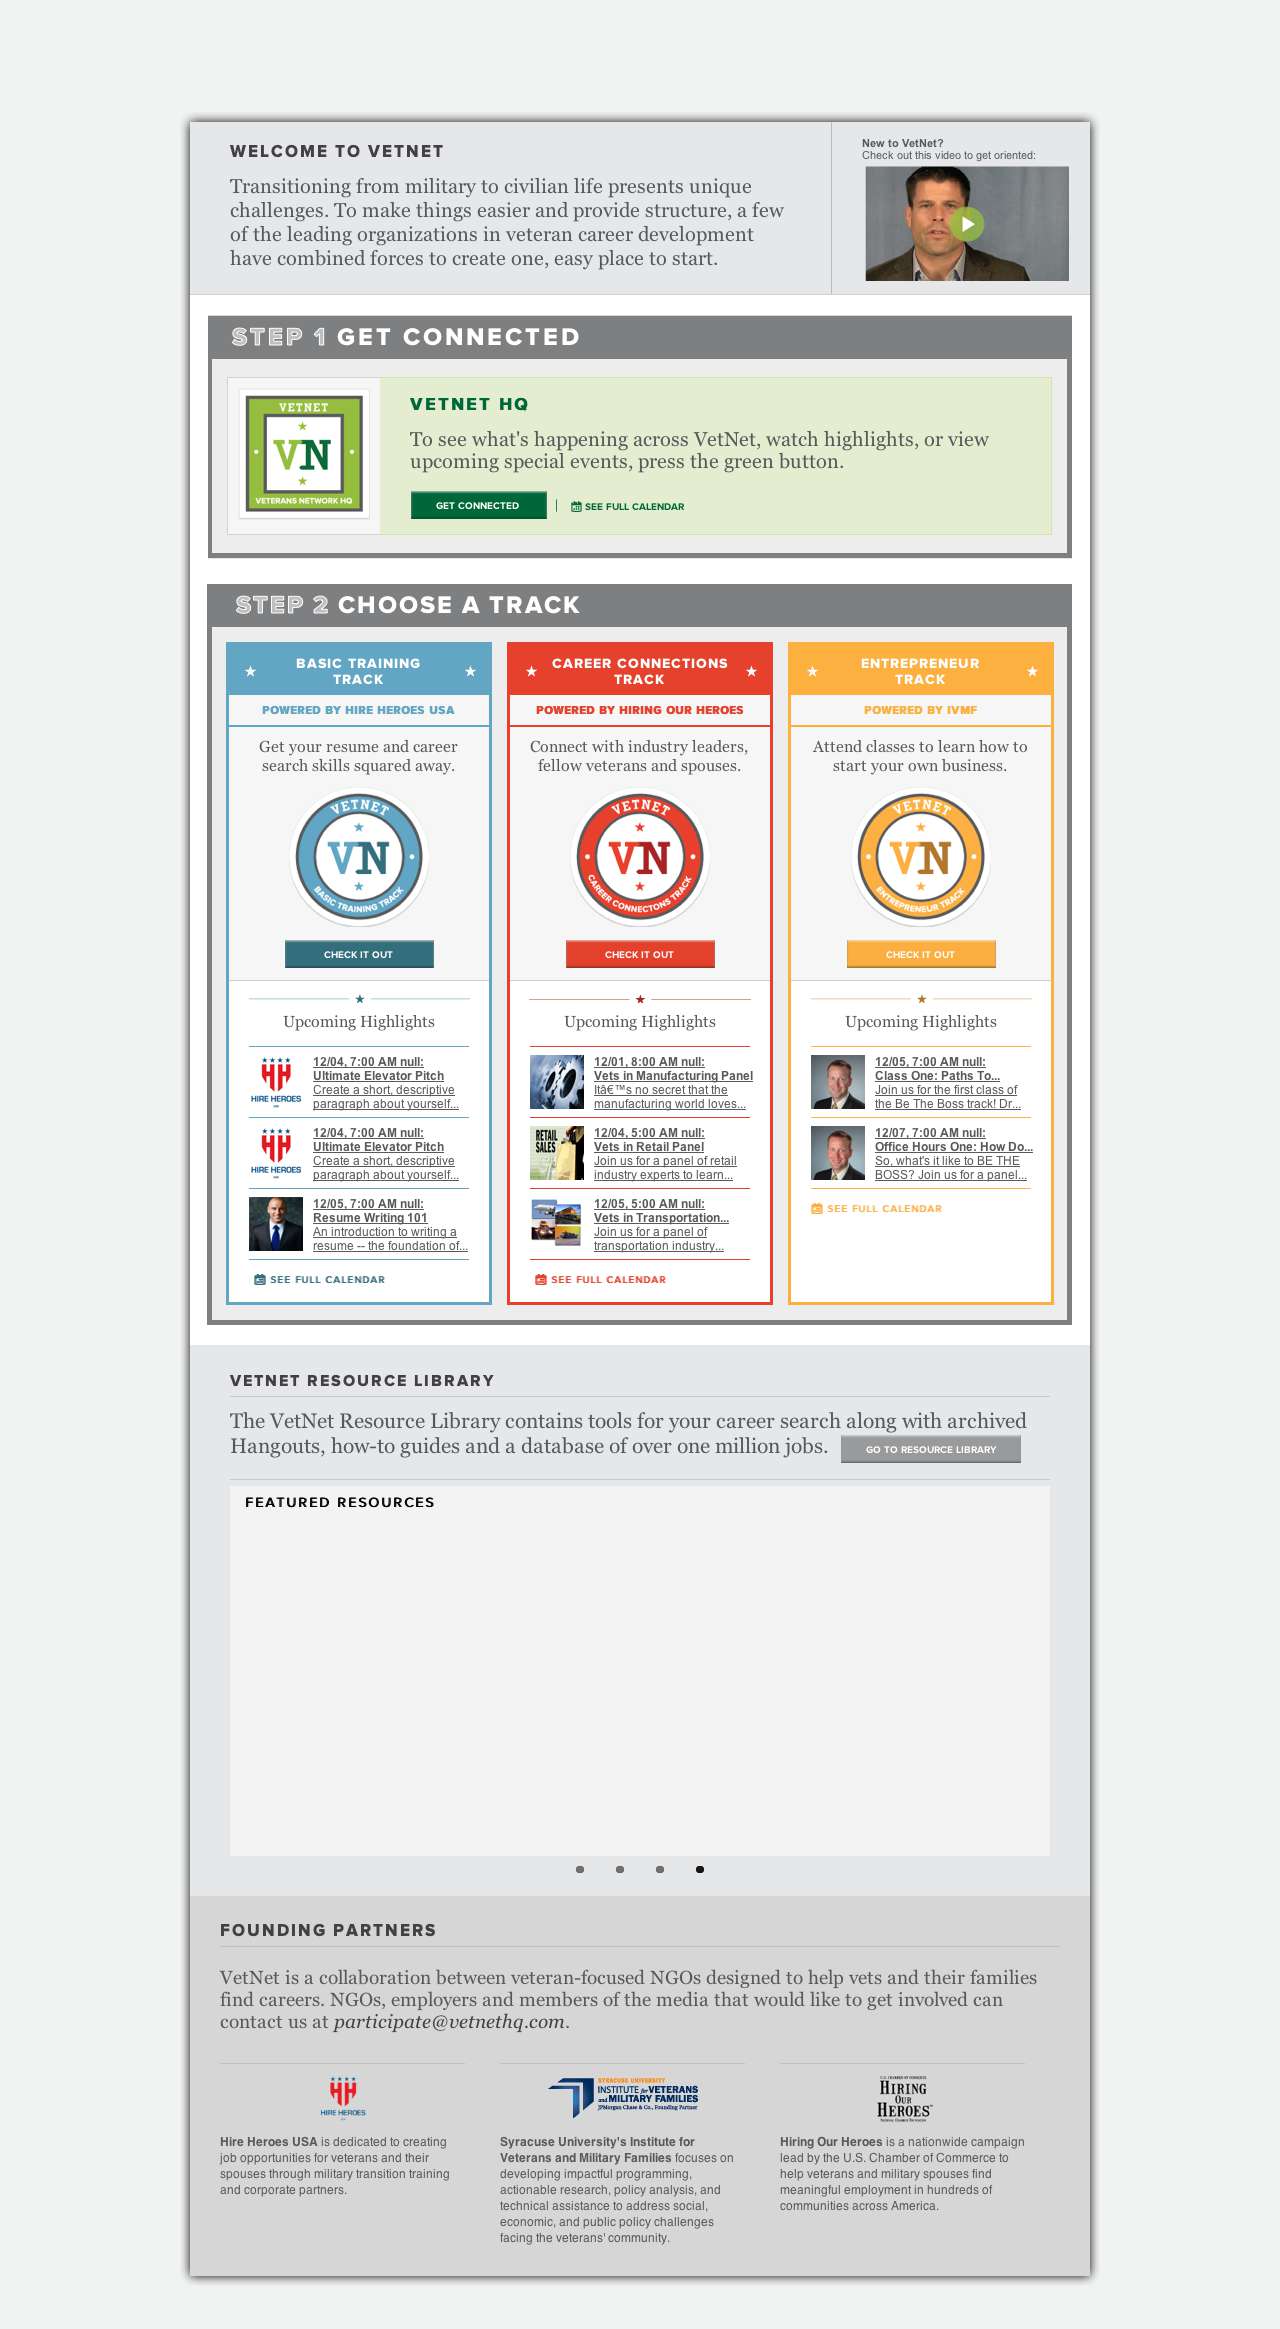 WELCOME TO VETNET
Transitioning from military to civilian life presents unique
challenges. To make things easier and provide structure, a few
of the leading organizations in veteran career development
have combined forces to create one, easy place to start.
New to VetNet?
Check out this video to get oriented:
STEP 1 GET CONNECTED
VETNET
VN
VETERANS NETWORK HQ
VETNET HQ
To see what's happening across VetNet, watch highlights, or view
upcoming special events, press the green button.
GET CONNECTED
SEE FULL CALENDAR
STEP 2 CHOOSE A TRACK
BASIC TRAINING
TRACK
POWERED BY HIRE HEROES USA
Get your resume and career
search skills squared away.
VETNET
VN
BASIC TRAINING TRACK
CHECK IT OUT
Upcoming Highlights
HIRE HEROES
12/04, 7:00 AM null:
Ultimate Elevator Pitch
Create a short, descriptive
paragraph about yourself...
HIRE HEROES
12/04, 7:00 AM null:
Ultimate Elevator Pitch
Create a short, descriptive
paragraph about yourself...
12/05, 7:00 AM null:
Resume Writing 101
An introduction to writing a
resume -- the foundation of...
SEE FULL CALENDAR
CAREER CONNECTIONS
TRACK
POWERED BY HIRING OUR HEROES
Connect with industry leaders,
fellow veterans and spouses.
VETNET
VN
CAREER CONNECTONS TRACK
CHECK IT OUT
Upcoming Highlights
12/01, 8:00 AM null:
Vets in Manufacturing Panel
Itâ€™s no secret that the
manufacturing world loves...
RETAIL
SALES
12/04, 5:00 AM null:
Vets in Retail Panel
Join us for a panel of retail
industry experts to learn...
12/05, 5:00 AM null:
Vets in Transportation...
Join us for a panel of
transportation industry...
SEE FULL CALENDAR
ENTREPRENEUR
TRACK
POWERED BY IVMF
Attend classes to learn how to
start your own business.
VETNET
VN
ENTREPRENEUR TRACK
CHECK IT OUT
Upcoming Highlights
12/05, 7:00 AM null:
Class One: Paths To...
Join us for the first class of
the Be The Boss track! Dr...
12/07, 7:00 AM null:
Office Hours One: How Do...
So, what's it like to BE THE
BOSS? Join us for a panel...
SEE FULL CALENDAR
VETNET RESOURCE LIBRARY
The VetNet Resource Library contains tools for your career search along with archived
Hangouts, how-to guides and a database of over one million jobs.
GO TO RESOURCE LIBRARY
FEATURED RESOURCES
FOUNDING PARTNERS
VetNet is a collaboration between veteran-focused NGOs designed to help vets and their families
find careers. NGOs, employers and members of the media that would like to get involved can
contact us at participate@vetnethq.com.
HIRE HEROES
Hire Heroes USA is dedicated to creating
job opportunities for veterans and their
spouses through military transition training
and corporate partners.
SYRACUSE UNIVERSITY
INSTITUTE for VETERANS
and MILITARY FAMILIES
JPMorgan Chase & Co., Founding Partner
Syracuse University's Institute for
Veterans and Military Families focuses on
developing impactful programming,
actionable research, policy analysis, and
technical assistance to address social,
economic, and public policy challenges
facing the veterans' community.
HIRING
OUR
HEROES
Hiring Our Heroes is a nationwide campaign
lead by the U.S. Chamber of Commerce to
help veterans and military spouses find
meaningful employment in hundreds of
communities across America.